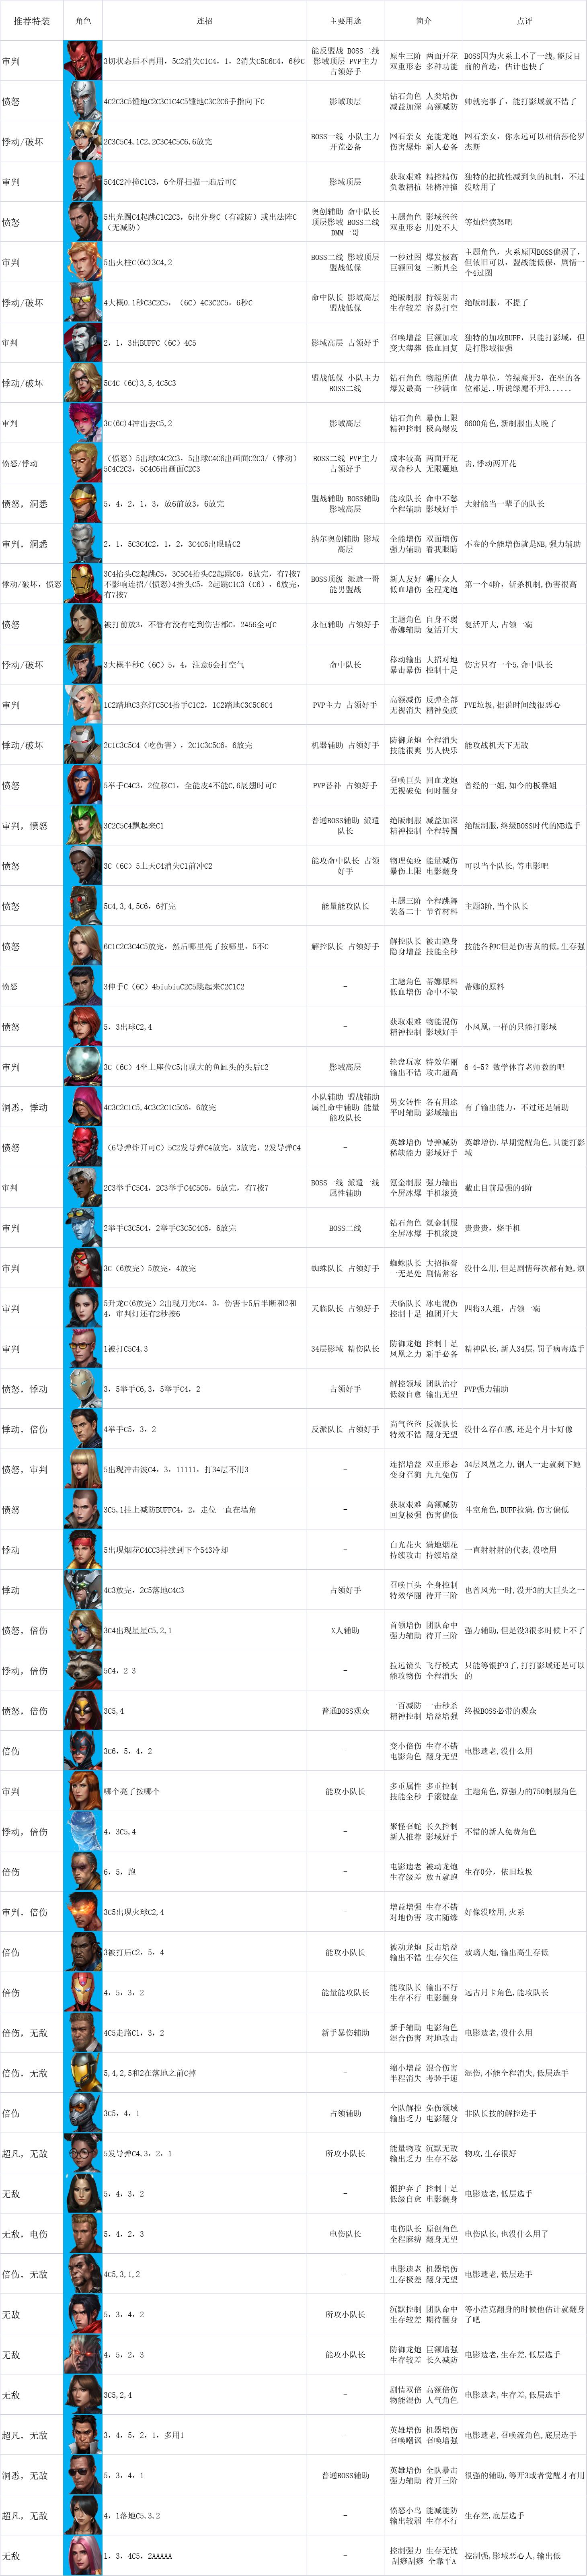 推荐特装 角色 连招 主要用途 简介 点评
审判 3切状态后不再用，5C2消失C1C4，1，2消失C5C6C4，6秒C 能反盟战 BOSS二线 影域顶层 PVP主力 占领好手 原生三阶 两面开花 双重形态 多种功能 BOSS因为火系上不了一线,能反目前的首选，估计也快了
愤怒 4C2C3C5锤地C2C3C1C4C5锤地C3C2C6手指向下C 影域顶层 钻石角色 人类增伤 减益加深 高额减防 帅就完事了，能打影域就不错了
悸动/破坏 2C3C5C4,1C2,2C3C4C5C6,6放完 BOSS一线 小队主力 开荒必备 网石亲女 充能龙炮 伤害爆炸 新人必备 网石亲女，你永远可以相信莎伦罗杰斯
审判 5C4C2冲撞C1C3，6全屏扫描一遍后可C 影域顶层 获取艰难 精控精伤 负数精抗 轮椅冲撞 独特的把抗性减到负的机制，不过没啥用了
愤怒 5出光圈C4起跳C1C2C3，6出分身C（有减防）或出法阵C（无减防） 奥创辅助 命中队长 顶层影域 BOSS二线 DMM一哥 主题角色 影域爸爸 双重形态 用处不大 等灿烂愤怒吧
审判 5出火柱C(6C)3C4,2 BOSS二线 影域顶层 盟战低保 一秒过图 爆发极高 巨额回复 三断具全 主题角色，火系原因BOSS偏弱了，但依旧可以，盟战能低保，剧情一个4过图
悸动/破坏 4大概0.1秒C3C2C5，（6C）4C3C2C5，6秒C 命中队长 影域高层 盟战低保 绝版制服 持续射击 生存较差 容易打空 绝版制服，不提了
审判 2，1，3出BUFFC（6C）4C5 影域高层 占领好手 召唤增益 巨额加攻 变大薄葬 低血回复 独特的加攻BUFF，只能打影域，但是打影域很强
悸动/破坏 5C4C（6C)3,5,4C5C3 盟战低保 小队主力 BOSS二线 钻石角色 物超所值 爆发最高 一秒满血 战力单位，等绿魔开3，在坐的各位都是..听说绿魔不开3......
审判 3C(6C)4冲出去C5,2 影域高层 钻石角色 暴伤上限 精神控制 极高爆发 6600角色,新制服出太晚了
愤怒/悸动 （愤怒）5出球C4C2C3，5出球C4C6出画面C2C3/（悸动）5C4C2C3，5C4C6出画面C2C3 BOSS二线 PVP主力 占领好手 成本较高 两面开花 双命秒人 无限砸地 贵,悸动两开花
愤怒，洞悉 5，4，2，1，3，放6前放3，6放完 盟战辅助 BOSS辅助 影域高层 能攻队长 命中不愁 全程辅助 影域好手 大射能当一辈子的队长
审判，洞悉 2，1，5C3C4C2，1，2，3C4C6出眼睛C2 纳尔奥创辅助 影域高层 全能增伤 双面增伤 强力辅助 看我眼睛 不卷的全能增伤就是NB,强力辅助
悸动/破坏，愤怒 3C4抬头C2起跳C5，3C5C4抬头C2起跳C6，6放完，有7按7不影响连招/(愤怒)4抬头C5，2起跳C1C3（C6），6放完，有7按7 BOSS顶级 派遣一哥 能男盟战 新人友好 碾压众人 低血增伤 全程龙炮 第一个4阶，斩杀机制,伤害很高
愤怒 被打前放3，不管有没有吃到伤害都C，2456全可C 永恒辅助 占领好手 主题角色 自身不弱 蒂娜辅助 复活开大 复活开大,占领一霸
悸动/破坏 3大概半秒C（6C）5，4，注意6会打空气 命中队长 移动输出 大招对地 暴击暴伤 控制十足 伤害只有一个5,命中队长
审判 1C2踏地C3亮灯C5C4抬手C1C2，1C2踏地C3C5C6C4 PVP主力 占领好手 高额减伤 反弹全部 无视消失 精神免疫 PVE垃圾,据说时间线很恶心
悸动/破坏 2C1C3C5C4（吃伤害），2C1C3C5C6，6放完 机器辅助 占领好手 防御龙炮 全程消失 技能很爽 男人快乐 能攻战机天下无敌
愤怒 5举手C4C3，2位移C1，全能皮4不能C,6展翅时可C PVP替补 占领好手 召唤巨头 回血龙炮 无视破免 何时翻身 曾经的一姐,如今的板凳姐
审判，愤怒 3C2C5C4飘起来C1 普通BOSS辅助 派遣队长 绝版制服 减益加深 精神控制 全程转圈 绝版制服,终级BOSS时代的NB选手
愤怒 3C（6C）5上天C4消失C1前冲C2 能攻命中队长 占领好手 物理免疫 能量减伤 暴伤上限 电影翻身 可以当个队长,等电影吧
愤怒 5C4,3,4,5C6，6打完 能量能攻队长 主题三阶 全程跳舞 装备二十 节省材料 主题3阶,当个队长
愤怒 6C1C2C3C4C5放完，然后哪里亮了按哪里，5不C 解控队长 占领好手 解控队长 被击隐身 隐身增益 技能全秒 技能各种C但是伤害真的低,生存强
愤怒 3伸手C（6C）4biubiuC2C5跳起来C2C1C2 - 主题角色 蒂娜原料 低血增伤 命中不缺 蒂娜的原料
愤怒 5，3出球C2,4 - 获取艰难 物能混伤 精神控制 影域好手 小凤凰,一样的只能打影域
审判 3C（6C）4坐上座位C5出现大的鱼缸头的头后C2 影域高层 轮盘玩家 特效华丽 输出不错 攻击超高 6-4=5？数学体育老师教的吧
洞悉，悸动 4C3C2C1C5,4C3C2C1C5C6，6放完 小队辅助 盟战辅助 属性命中辅助 能量能攻队长 男女转性 各有用途 平时辅助 影域输出 有了输出能力，不过还是辅助
愤怒 （6导弹炸开可C）5C2发导弹C4放完，3放完，2发导弹C4 - 英雄增伤 导弹减防 稀缺能力 影域好手 英雄增伤.早期觉醒角色,只能打影域
审判 2C3举手C5C4，2C3举手C4C5C6，6放完，有7按7 BOSS一线 派遣一线 属性辅助 氪金制服 强力输出 全屏冰爆 手机滚烫 截止目前最强的4阶
审判 2举手C3C5C4，2举手C3C5C4C6，6放完 BOSS二线 钻石角色 氪金制服 全屏冰爆 手机滚烫 贵贵贵，烧手机
审判 3C（6放完）5放完，4放完 蜘蛛队长 占领好手 蜘蛛队长 大招拖沓 一无是处 剧情常客 没什么用,但是剧情每次都有她,烦
审判 5升龙C(6放完）2出现刀光C4，3，伤害卡5后半断和2和4，审判灯还有2秒按6 天临队长 占领好手 天临队长 冰电混伤 控制十足 抱团开大 四将3人组，占领一霸
审判 1被打C5C4,3 34层影域 精伤队长 防御龙炮 控制十足 凤凰之力 新手必备 精神队长,新人34层,罚子病毒选手
愤怒，悸动 3，5举手C6,3，5举手C4，2 占领好手 解控领域 团队治疗 低级自愈 输出无望 PVP强力辅助
悸动，倍伤 4举手C5，3，2 反派队长 占领好手 尚气爸爸 反派队长 特效不错 翻身无望 没什么存在感,还是个月卡好像
愤怒，审判 5出现冲击波C4，3，11111，打34层不用3 - 连招增益 双重形态 变身召狗 九九免伤 34层凤凰之力,钢人一走就剩下她了
愤怒 3C5,1挂上减防BUFFC4，2，走位一直在墙角 - 获取艰难 高额减防 回复极强 伤害偏低 斗室角色,BUFF拉满,伤害偏低
悸动 5出现烟花C4CC3持续到下个543冷却 - 白光花火 满地烟花 持续攻击 持续增益 一直射射射的代表,没啥用
悸动 4C3放完，2C5落地C4C3 占领好手 召唤巨头 全身控制 特效华丽 待开三阶 也曾风光一时,没开3的大巨头之一
愤怒，倍伤 3C4出现星星C5,2,1 X人辅助 首领增伤 团队命中 强力辅助 待开三阶 强力辅助,但是没3很多时候上不了
悸动，倍伤 5C4，2 3 - 拉远镜头 飞行模式 能攻物伤 全程消失 只能等银护3了,打打影域还是可以的
愤怒，倍伤 3C5,4 普通BOSS观众 一百减防 一击秒杀 精神控制 增益增强 终极BOSS必带的观众
倍伤 3C6，5，4，2 - 变小倍伤 生存不错 电影角色 翻身无望 电影遗老,没什么用
审判 哪个亮了按哪个 能攻小队长 多重属性 多重控制 技能全秒 手滚键盘 主题角色,算强力的750制服角色
悸动，倍伤 4，3C5,4 - 聚怪召蛇 长久控制 新人推荐 影域好手 不错的新人免费角色
倍伤 6，5，跑 - 电影遗老 被动龙炮 生存级差 放五就跑 生存0分，依旧垃圾
审判，倍伤 3C5出现火球C2,4 - 增益增强 生存不错 对地伤害 攻击随缘 好像没啥用,火系
倍伤 3被打后C2，5，4 能攻小队长 被动龙炮 反击增益 输出不错 生存欠佳 玻璃大炮,输出高生存低
倍伤 4，5，3，2 能量能攻队长 能攻队长 输出不行 生存不行 电影翻身 远古月卡角色,能攻队长
倍伤，无敌 4C5走路C1，3，2 新手暴伤辅助 新手辅助 电影角色 混合伤害 对地攻击 电影遗老,没什么用
倍伤，无敌 5,4,2,5和2在落地之前C掉 - 缩小增益 混合伤害 半程消失 考验手速 混伤,不能全程消失,低层选手
倍伤 3C5，4，1 占领辅助 全队解控 免伤领域 输出乏力 电影翻身 非队长技的解控选手
超凡，无敌 5发导弹C4,3，2，1 所攻小队长 能量物攻 沉默无敌 输出乏力 生存不愁 物攻,生存很好
无敌 5，4，3，2 - 银护弃子 控制十足 低级自愈 电影翻身 电影遗老,低层选手
无敌，电伤 5，4，2，3 电伤队长 电伤队长 原创角色 全程麻痹 翻身无望 电伤队长,也没什么用了
倍伤，无敌 4C5,3,1,2 - 电影遗老 机器增伤 生存极差 翻身无望 电影遗老,低层选手
无敌 5，3，4，2 所攻小队长 沉默控制 团队命中 生存较差 期待翻身 等小浩克翻身的时候他估计就翻身了吧
无敌 4，5，2，3 能攻小队长 防御龙炮 巨额增强 生存较差 长久减防 电影遗老,生存差,低层选手
无敌 3C5,2,4 - 剧情双倍 高额倍伤 物能混伤 人气角色 电影遗老,生存差,低层选手
超凡，无敌 3，4，5，2，1，多用1 - 英雄增伤 机器增伤 召唤嘲讽 召唤增强 电影遗老,召唤流角色,底层选手
洞悉，无敌 5，3，4，1 普通BOSS辅助 英雄增伤 全队暴击 强力辅助 待开三阶 很强的辅助,等开3或者觉醒才有用
超凡，无敌 4，1落地C5,3,2 - 愤怒小鸟 能减能防 输出较弱 生存不行 生存差,底层选手
无敌 1，3，4C5，2AAAAA - 控制强力 生存无忧 刮痧刮痧 全靠平A 控制强,影域恶心人,输出低